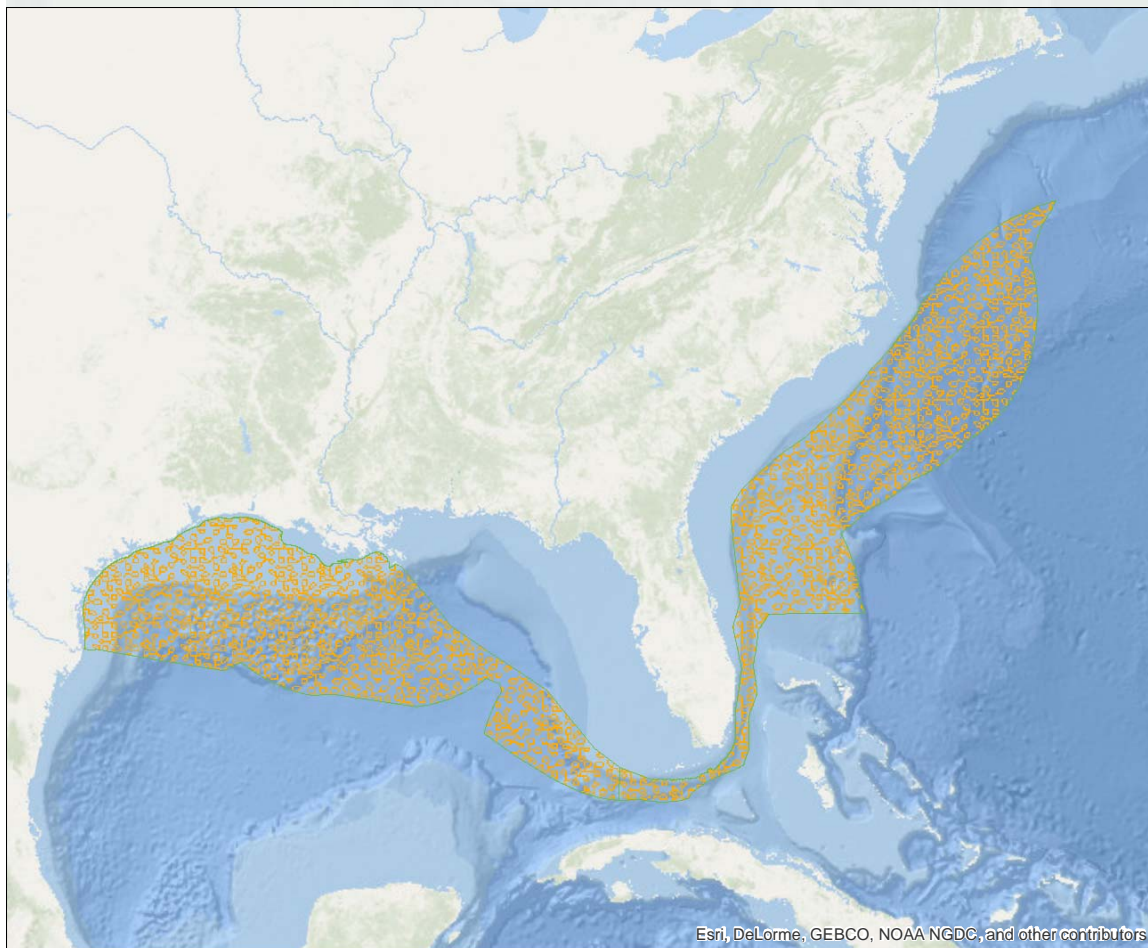 Esri, DeLorme, GEBCO, NOAA NGDC, and other contributors